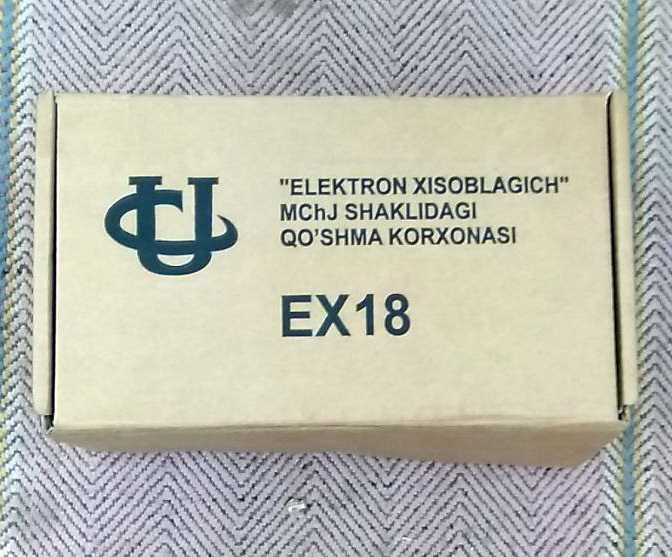 "ELEKTRON XISOBLAGICH"
MChJ SHAKLIDAGI
QO'SHMA KORXONASI
EX18